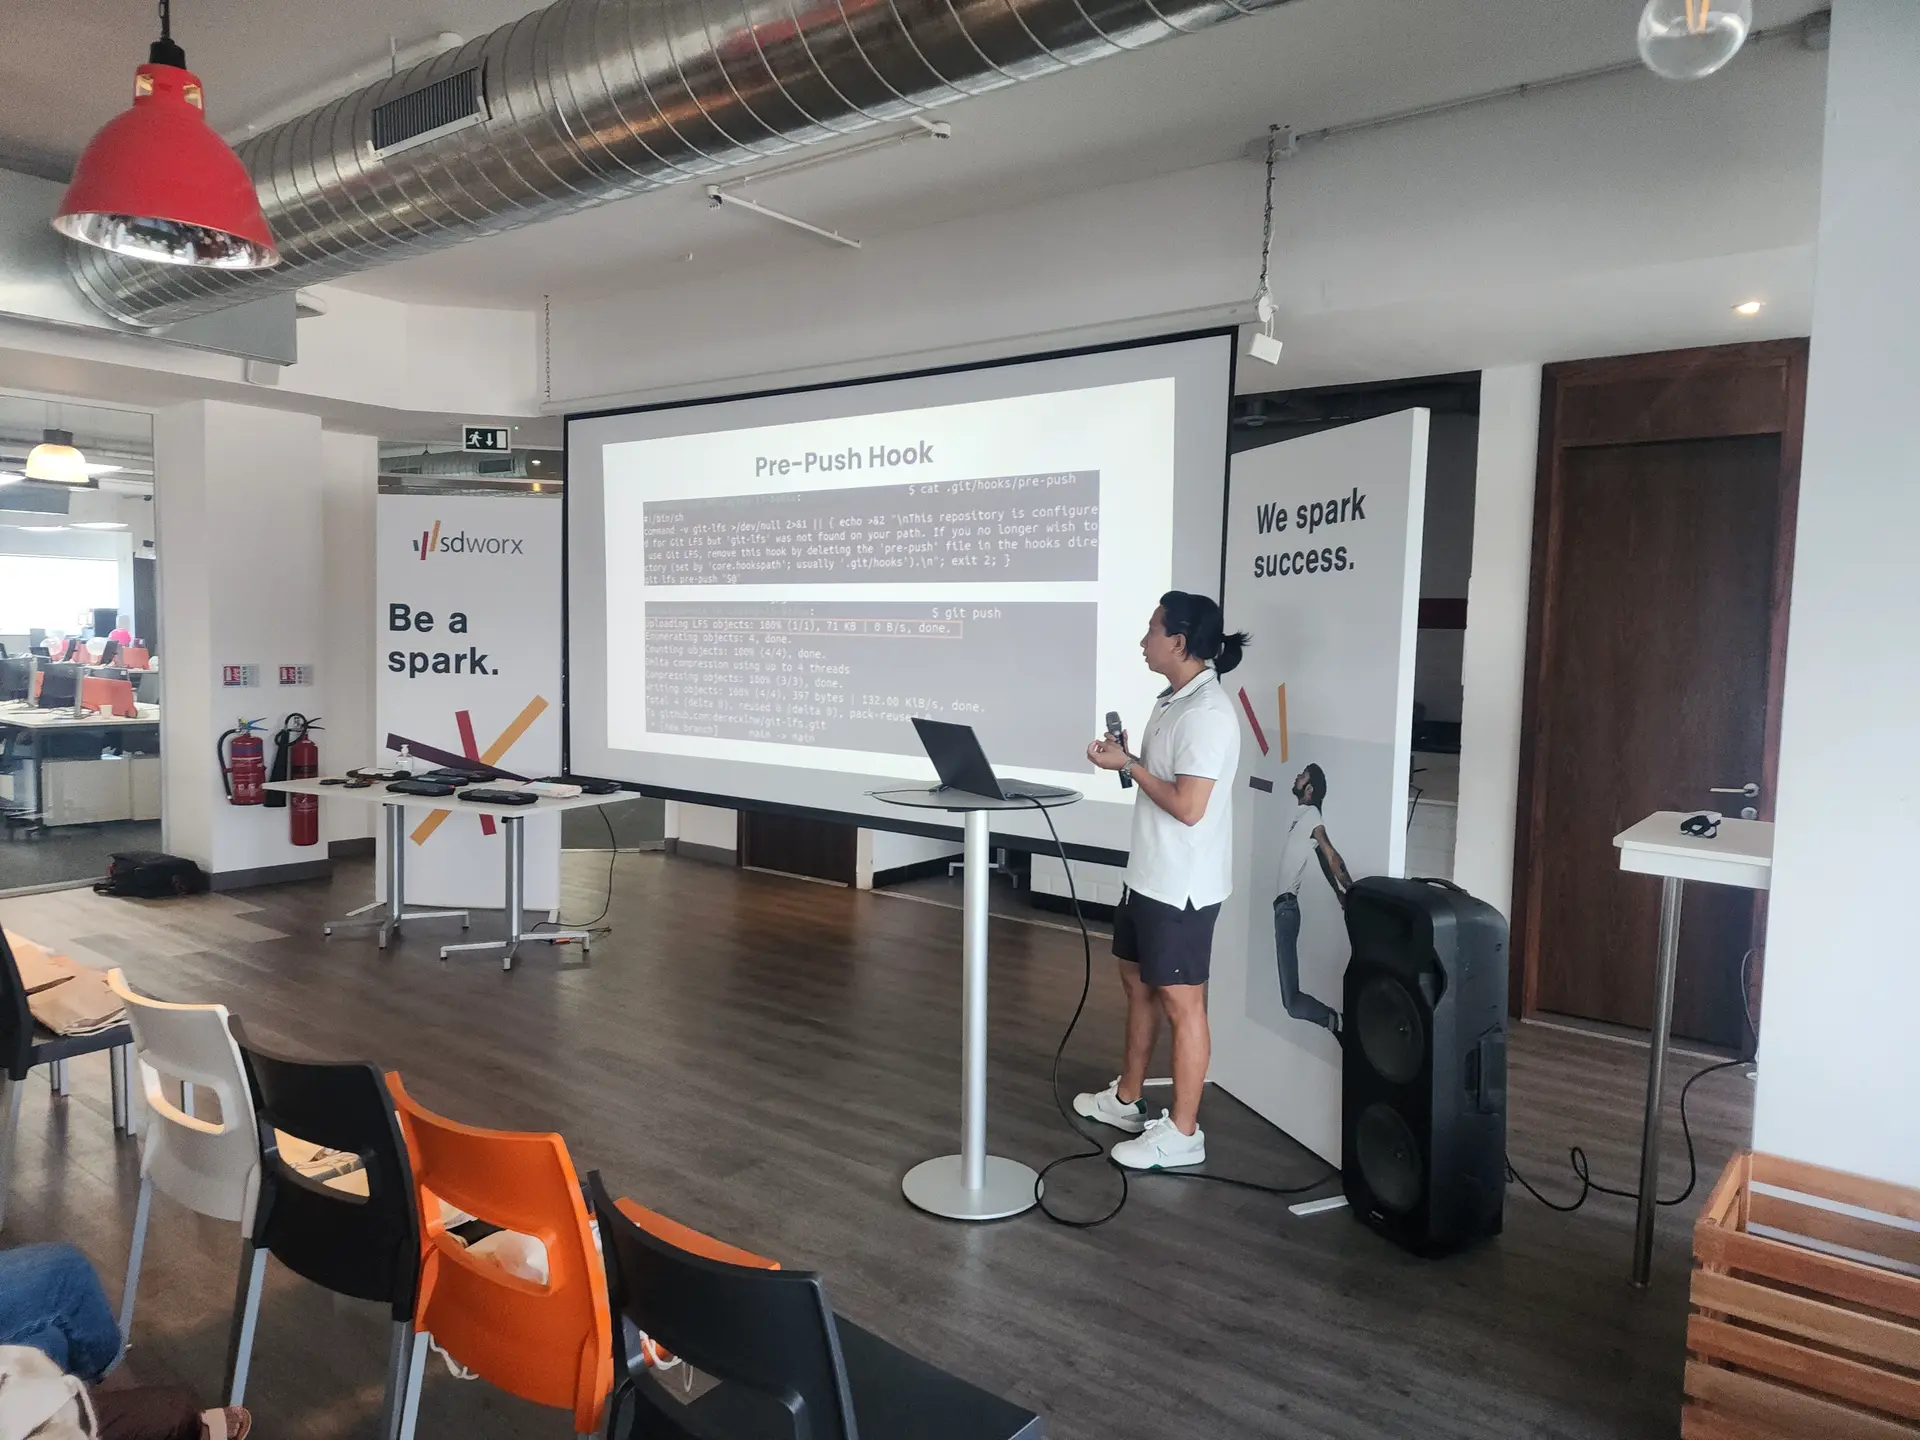 sdworx
Be a
spark.
Pre-Push Hook
$ cat .git/hooks/pre-push
#!/bin/sh
command -v git-lfs >/dev/null 2>&1 || { echo >&2 "\nThis repository is configure
d for Git LFS but 'git-lfs' was not found on your path. If you no longer wish to
use Git LFS, remove this hook by deleting the 'pre-push' file in the hooks dire
ctory (set by 'core.hookspath'; usually '.git/hooks').\n"; exit 2; }
git lfs pre-push "$@"
$ git push
Uploading LFS objects: 100% (1/1), 71 KB | 0 B/s, done.
Enumerating objects: 4, done.
Counting objects: 100% (4/4), done.
Delta compression using up to 4 threads
Compressing objects: 100% (3/3), done.
Writing objects: 100% (4/4), 397 bytes | 132.00 KiB/s, done.
Total 4 (delta 0), reused 0 (delta 0), pack-reused 0
[new branch] main -> main
We spark
success.